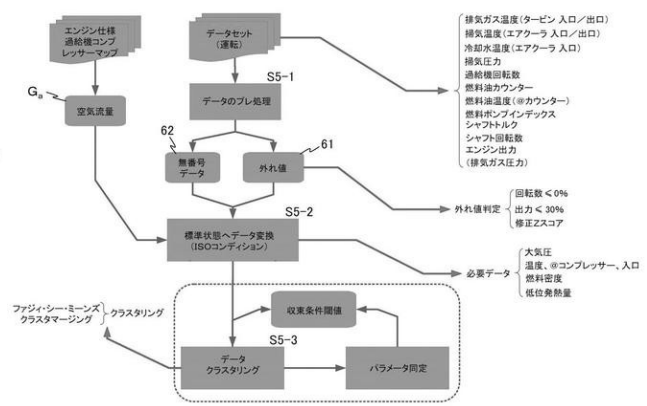 エンジン仕様
過給機コンプ
レッサーマップ
データセット
(運転)
排気ガス温度(タービン 入口/出口)
掃気温度(エアクーラ 入口/出口)
冷却水温度(エアクーラ 入口)
掃気圧力
過給機回転数
燃料油カウンター
燃料油温度(@カウンター)
燃料ポンプインデックス
シャフトトルク
シャフト回転数
エンジン出力
(排気ガス圧力)
S5-1
データのプレ処理
Ga
空気流量
62
無番号
データ
61
外れ値
外れ値判定
回転数≤0%
出力≤30%
修正Zスコア
S5-2
標準状態へデータ変換
(ISOコンディション)
必要データ
大気圧
温度、@コンプレッサー、入口
燃料密度
低位発熱量
ファジィ・シー・ミーンズ
クラスタマージング
クラスタリング
収束条件閾値
S5-3
データ
クラスタリング
パラメータ同定